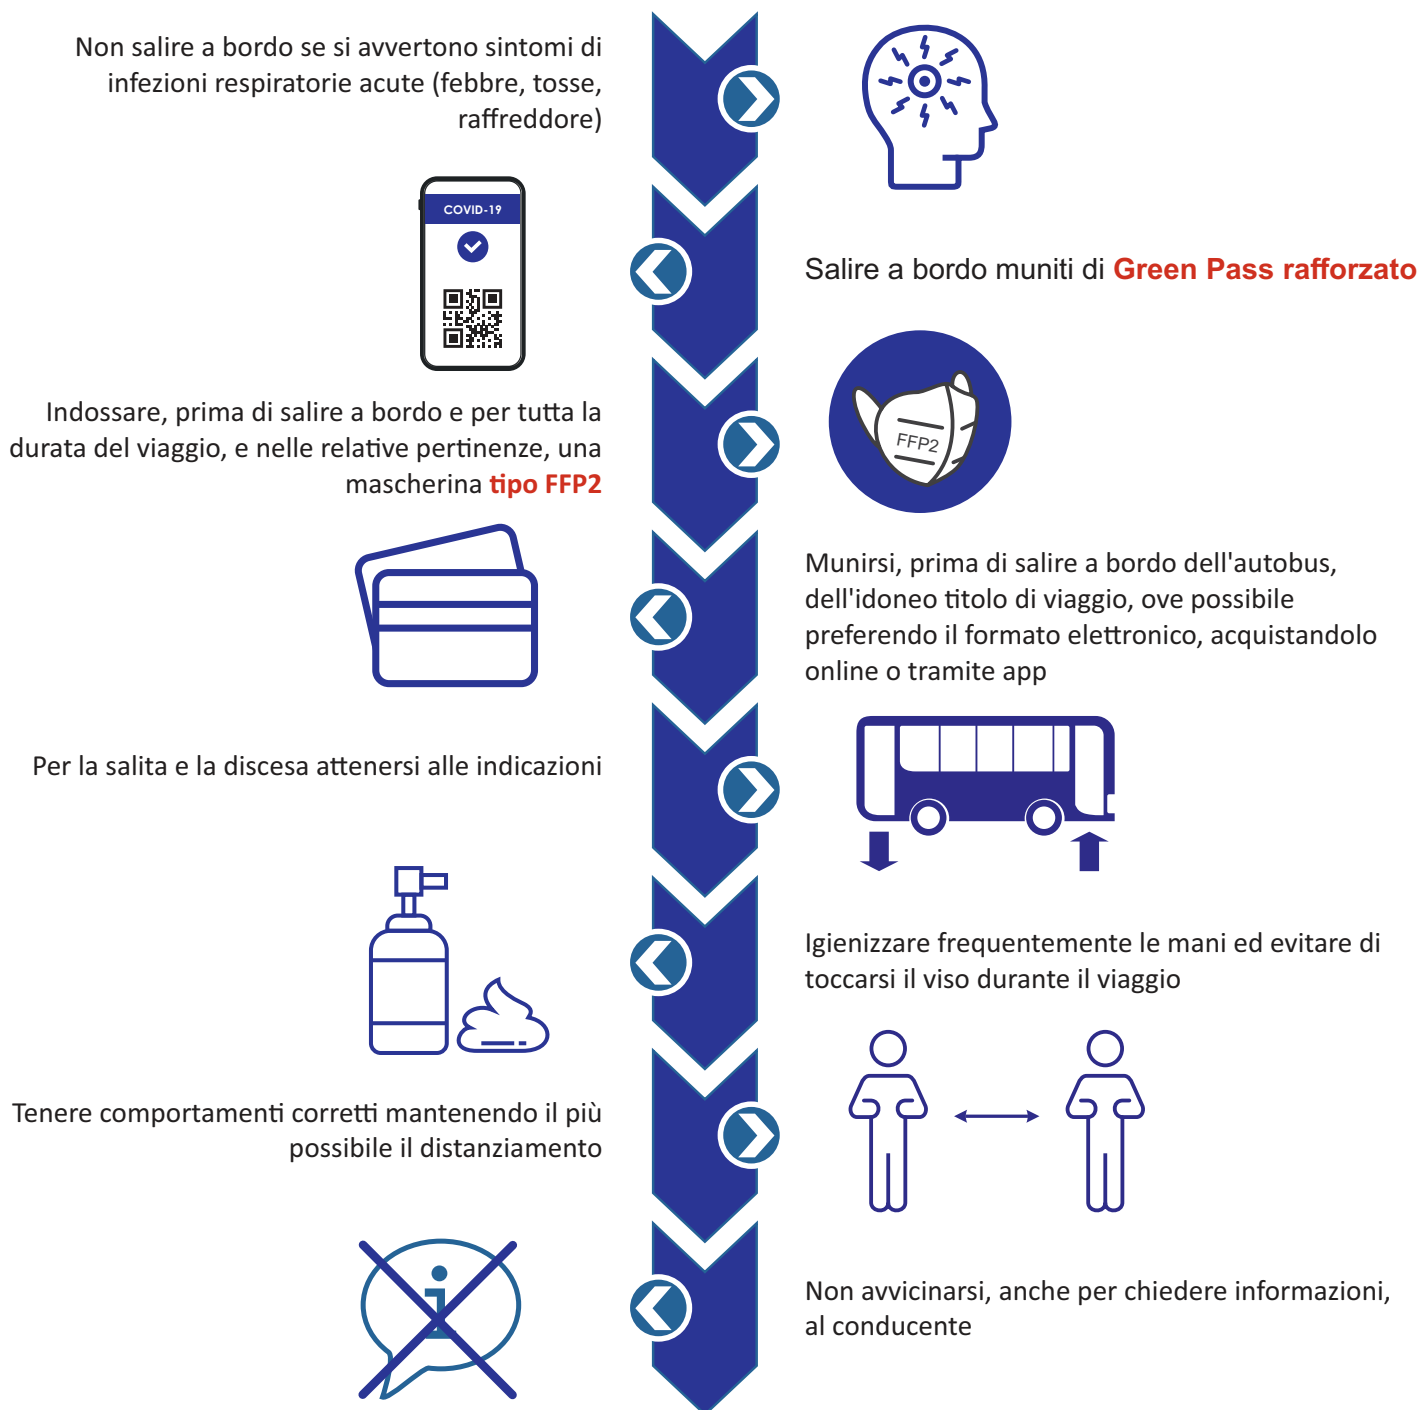 Non salire a bordo se si avvertono sintomi di
infezioni respiratorie acute (febbre, tosse,
raffreddore)
COVID-19
Salire a bordo muniti di Green Pass rafforzato
Indossare, prima di salire a bordo e per tutta la
durata del viaggio, e nelle relative pertinenze, una
mascherina tipo FFP2
FFP2
Munirsi, prima di salire a bordo dell'autobus,
dell'idoneo titolo di viaggio, ove possibile
preferendo il formato elettronico, acquistandolo
online o tramite app
Per la salita e la discesa attenersi alle indicazioni
Igienizzare frequentemente le mani ed evitare di
toccarsi il viso durante il viaggio
Tenere comportamenti corretti mantenendo il più
possibile il distanziamento
i
Non avvicinarsi, anche per chiedere informazioni,
al conducente